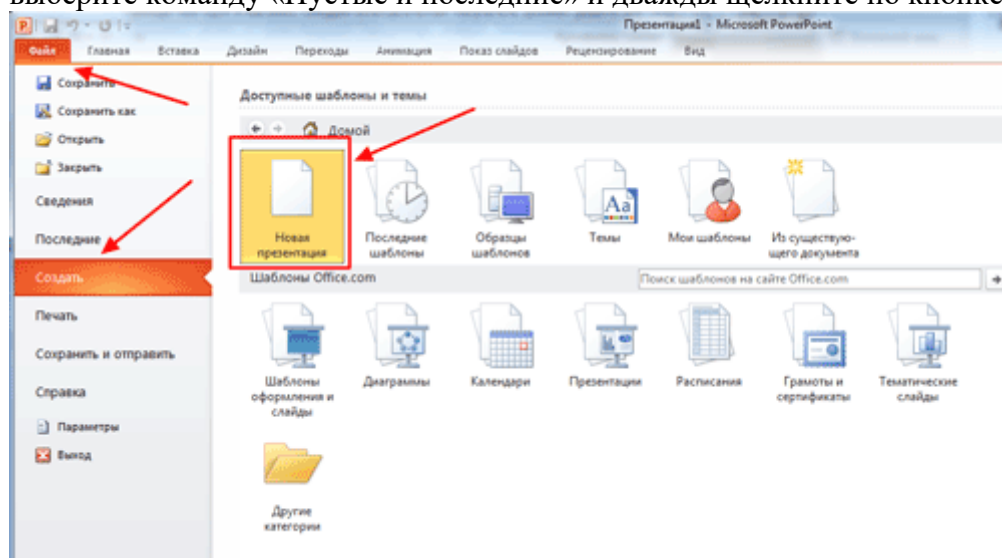 выберите команду «Пустые и последние» и дважды щелкните по кнопке
Презентация1 - Microsoft PowerPoint
Файл Главная Вставка Дизайн Переходы Анимация Показ слайдов Рецензирование Вид
Сохранить
Сохранить как
Открыть
Закрыть
Сведения
Последние
Создать
Печать
Сохранить и отправить
Справка
Параметры
Выход
Доступные шаблоны и темы
Домой
Новая презентация
Последние шаблоны
Образцы шаблонов
Темы
Мои шаблоны
Из существую-
щего документа
Шаблоны Office.com
Поиск шаблонов на сайте Office.com
Шаблоны оформления и слайды
Диаграммы
Календари
Презентации
Расписания
Грамоты и сертификаты
Тематические слайды
Другие категории